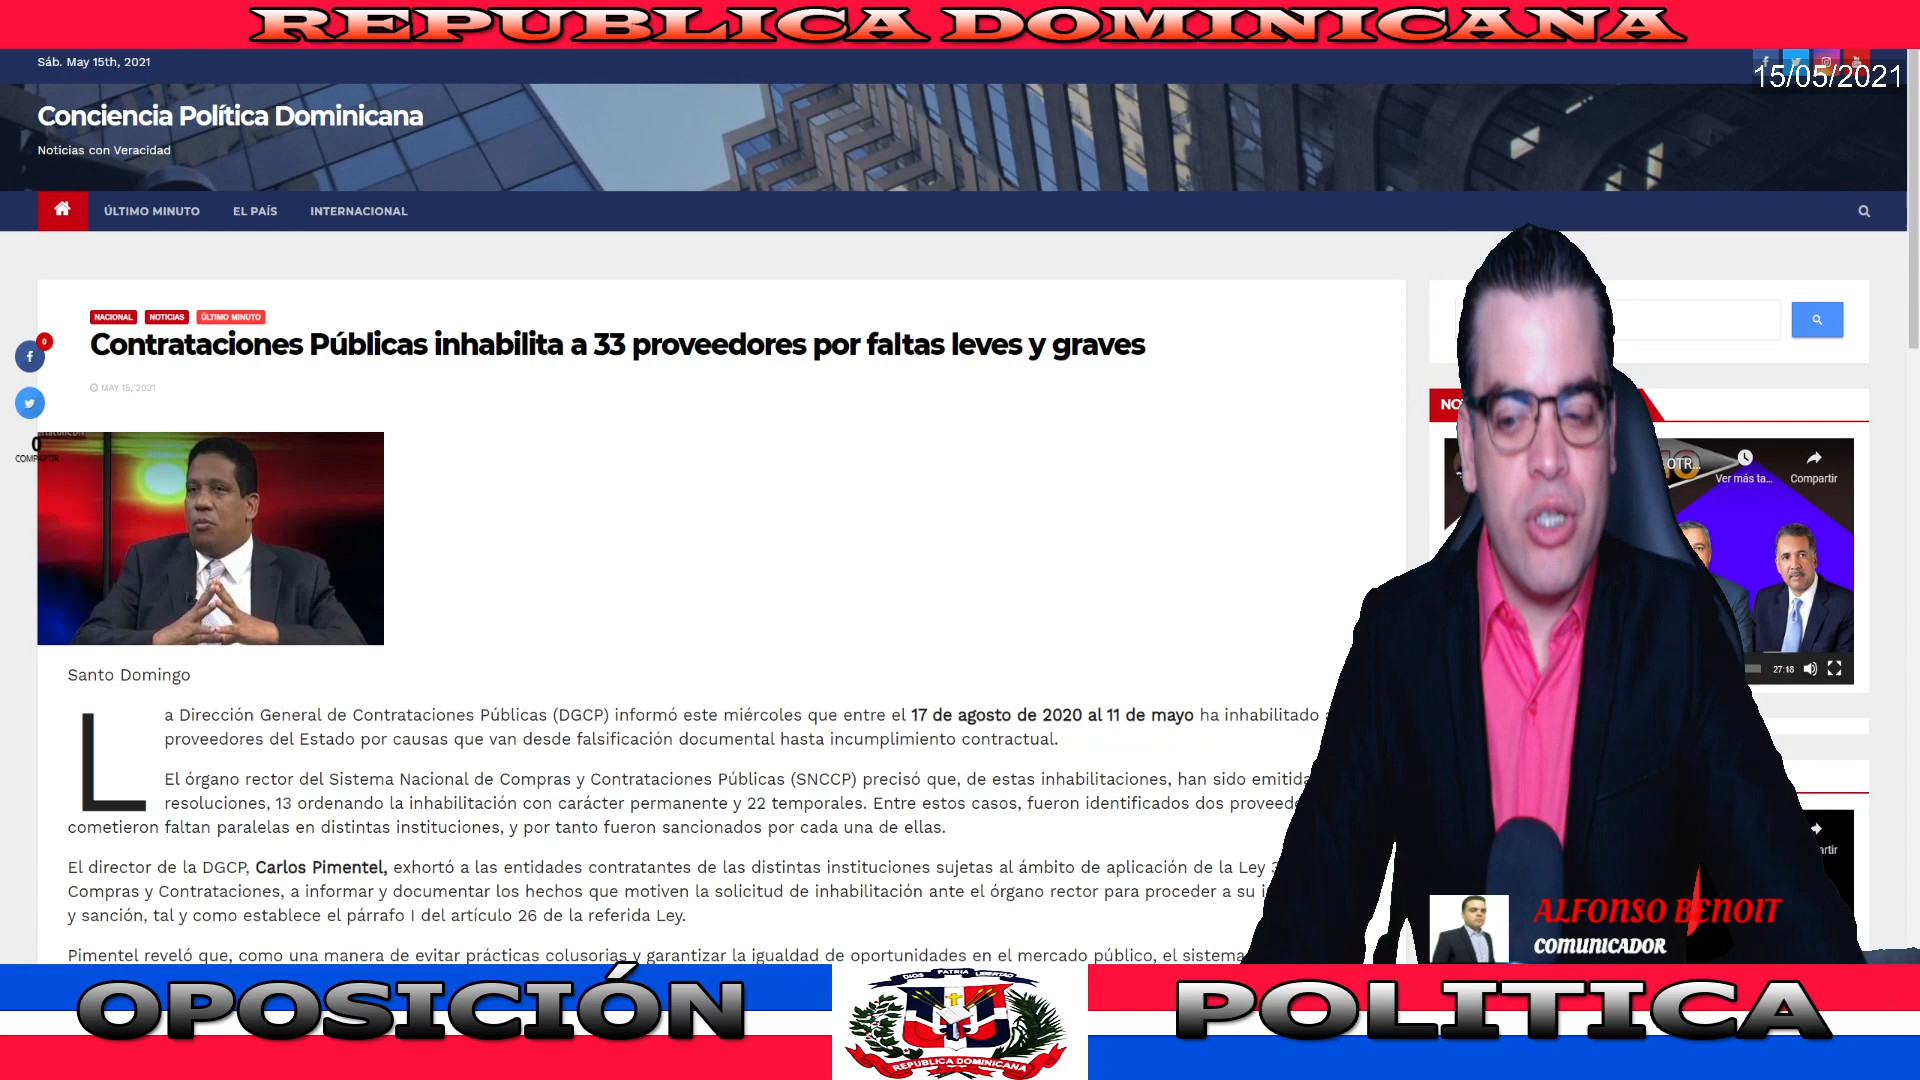 REPUBLICA DOMINICANA
Sáb. May 15th, 2021
15/05/2021
Conciencia Política Dominicana
Noticias con Veracidad
ÚLTIMO MINUTO
EL PAÍS
INTERNACIONAL
NACIONAL
NOTICIAS
ÚLTIMO MINUTO
Contrataciones Públicas inhabilita a 33 proveedores por faltas leves y graves
MAY 15, 2021
0
0
COMPARTIR
NO
OTR...
Ver más ta...
Compartir
27:18
Santo Domingo
La Dirección General de Contrataciones Públicas (DGCP) informó este miércoles que entre el 17 de agosto de 2020 al 11 de mayo ha inhabilitado
proveedores del Estado por causas que van desde falsificación documental hasta incumplimiento contractual.
El órgano rector del Sistema Nacional de Compras y Contrataciones Públicas (SNCCP) precisó que, de estas inhabilitaciones, han sido emitida
resoluciones, 13 ordenando la inhabilitación con carácter permanente y 22 temporales. Entre estos casos, fueron identificados dos proveed
cometieron faltan paralelas en distintas instituciones, y por tanto fueron sancionados por cada una de ellas.
El director de la DGCP, Carlos Pimentel, exhortó a las entidades contratantes de las distintas instituciones sujetas al ámbito de aplicación de la Ley 3
Compras y Contrataciones, a informar y documentar los hechos que motiven la solicitud de inhabilitación ante el órgano rector para proceder a su i
y sanción, tal y como establece el párrafo I del artículo 26 de la referida Ley.
Pimentel reveló que, como una manera de evitar prácticas colusorias y garantizar la igualdad de oportunidades en el mercado público, el sistema
artir
ALFONSO BENOIT
COMUNICADOR
OPOSICIÓN
DIOS PATRIA LIBERTAD
REPUBLICA DOMINICANA
POLITICA